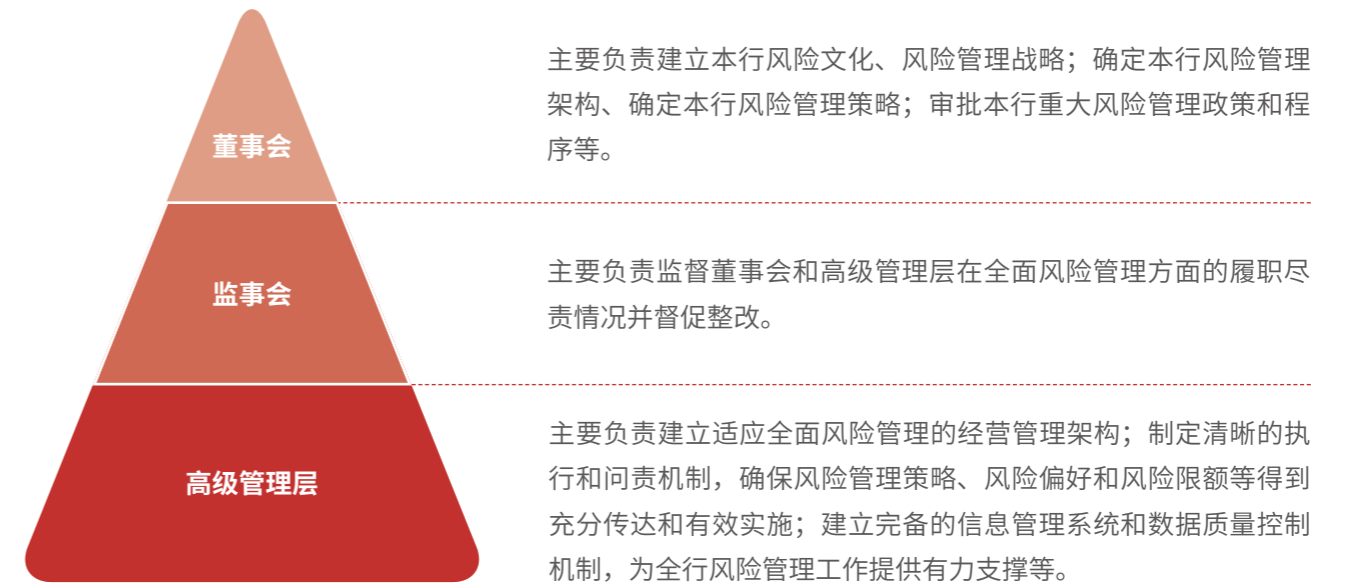 董事会
主要负责建立本行风险文化、风险管理战略；确定本行风险管理
架构、确定本行风险管理策略；审批本行重大风险管理政策和程
序等。
监事会
主要负责监督董事会和高级管理层在全面风险管理方面的履职尽
责情况并督促整改。
高级管理层
主要负责建立适应全面风险管理的经营管理架构；制定清晰的执
行和问责机制，确保风险管理策略、风险偏好和风险限额等得到
充分传达和有效实施；建立完备的信息管理系统和数据质量控制
机制，为全行风险管理工作提供有力支撑等。